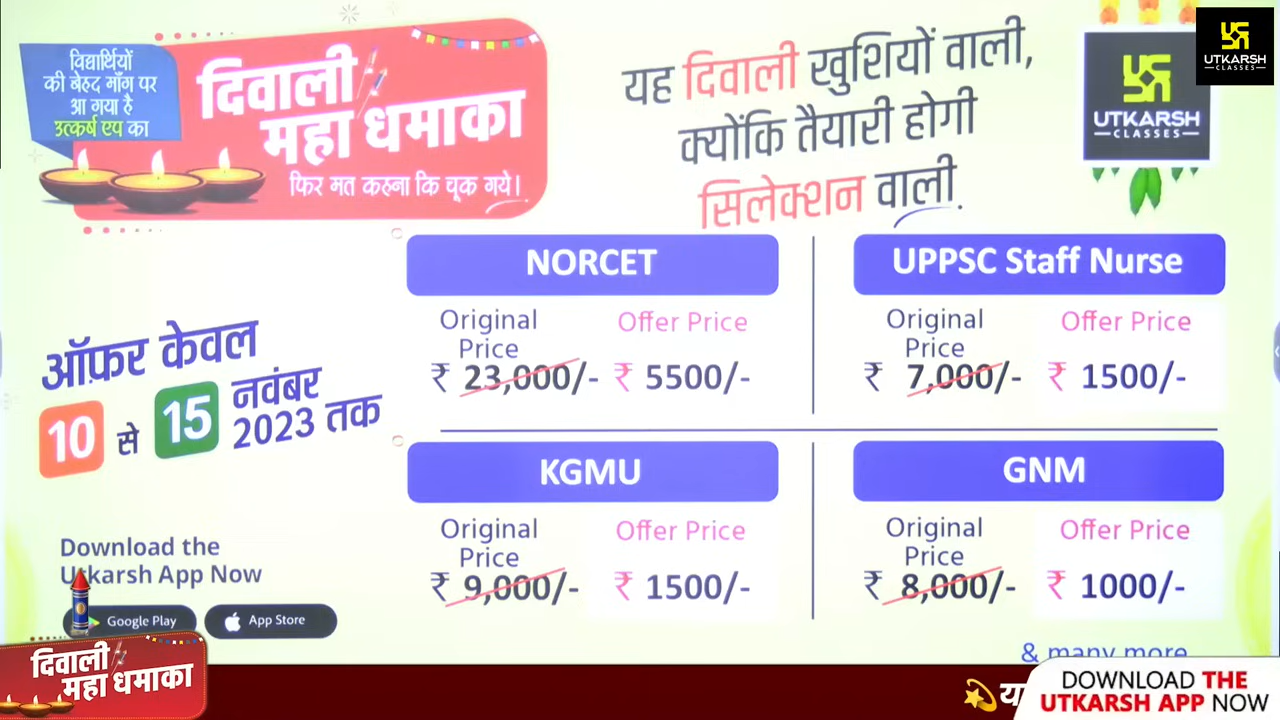 विद्यार्थियों
की बेहद माँग पर
आ गया है
उत्कर्ष एप का
दिवाली
महा धमाका
फिर मत कहना कि चूक गये।
यह दिवाली खुशियों वाली,
क्योंकि तैयारी होगी
सिलेक्शन वाली.
UTKARSH
CLASSES
UTKARSH
CLASSES
ऑफ़र केवल
10 से 15 नवंबर
2023 तक
NORCET
Original Price
Offer Price
₹ 23,000/- ₹ 5500/-
UPPSC Staff Nurse
Original Price
Offer Price
₹ 7,000/- ₹ 1500/-
KGMU
Original Price
Offer Price
₹ 9,000/- ₹ 1500/-
GNM
Original Price
Offer Price
₹ 8,000/- ₹ 1000/-
& many more
Download the
Utkarsh App Now
Google Play
App Store
दिवाली
महा धमाका
DOWNLOAD THE
UTKARSH APP NOW